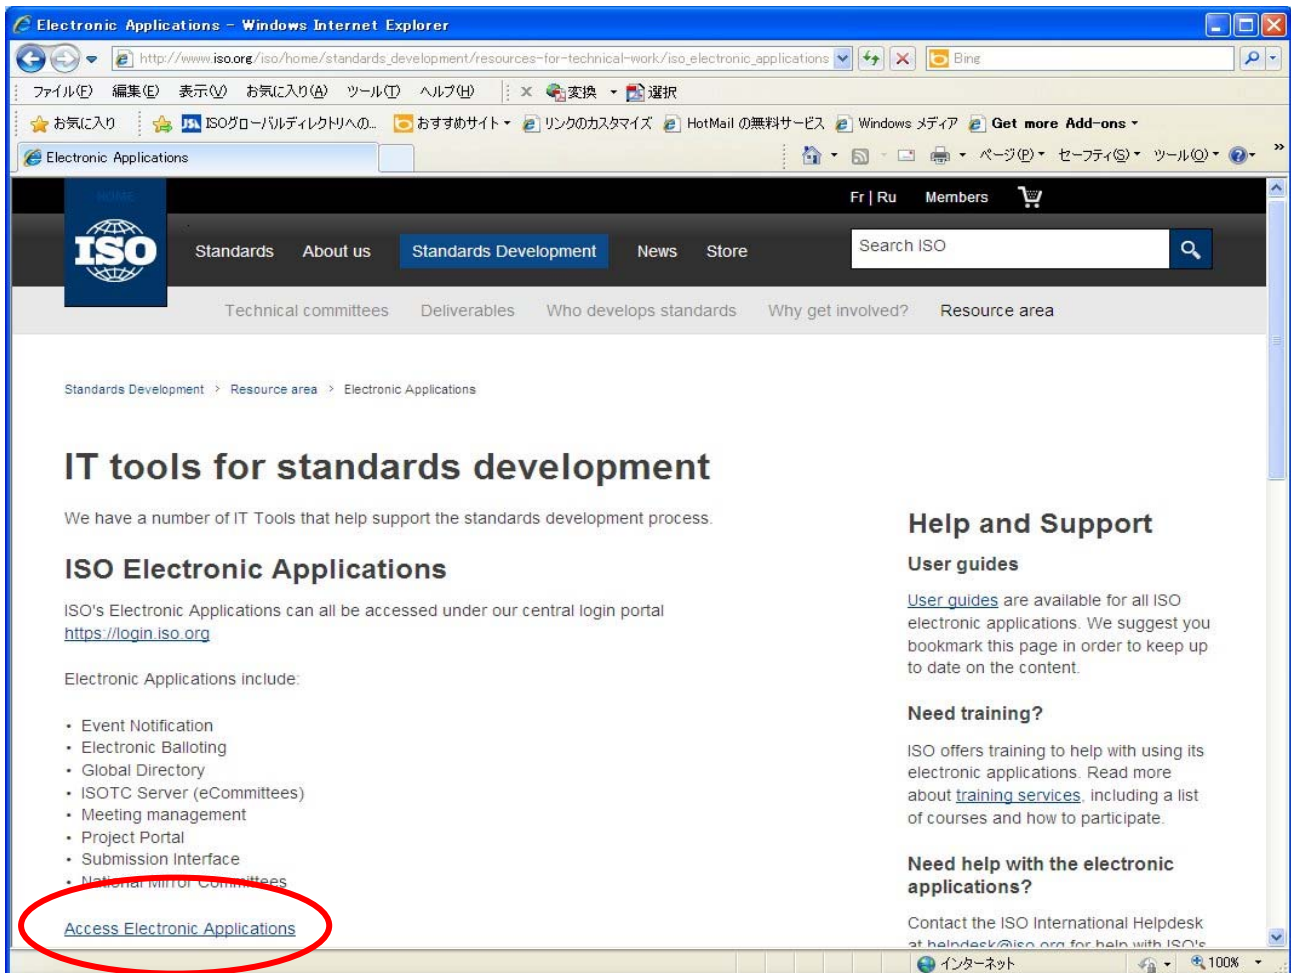 Electronic Applications - Windows Internet Explorer
http://www.iso.org/iso/home/standards_development/resources-for-technical-work/iso_electronic_applications
Bing
ファイル(F) 編集(E) 表示(V) お気に入り(A) ツール(T) ヘルプ(H) x 変換 選択
お気に入り JSA ISOグローバルディレクトリへの... おすすめサイト リンクのカスタマイズ HotMail の無料サービス Windows メディア Get more Add-ons
Electronic Applications
ページ(P) セーフティ(S) ツール(O) »
HOME
Fr | Ru Members
ISO
Standards About us Standards Development News Store
Search ISO
Technical committees Deliverables Who develops standards Why get involved? Resource area
Standards Development > Resource area > Electronic Applications
IT tools for standards development
We have a number of IT Tools that help support the standards development process.
ISO Electronic Applications
ISO's Electronic Applications can all be accessed under our central login portal
https://login.iso.org
Electronic Applications include:
• Event Notification
• Electronic Balloting
• Global Directory
• ISOTC Server (eCommittees)
• Meeting management
• Project Portal
• Submission Interface
• National Mirror Committees
Access Electronic Applications
Help and Support
User guides
User guides are available for all ISO
electronic applications. We suggest you
bookmark this page in order to keep up
to date on the content.
Need training?
ISO offers training to help with using its
electronic applications. Read more
about training services, including a list
of courses and how to participate.
Need help with the electronic
applications?
Contact the ISO International Helpdesk
at helpdesk@iso.org for help with ISO's
インターネット
100%